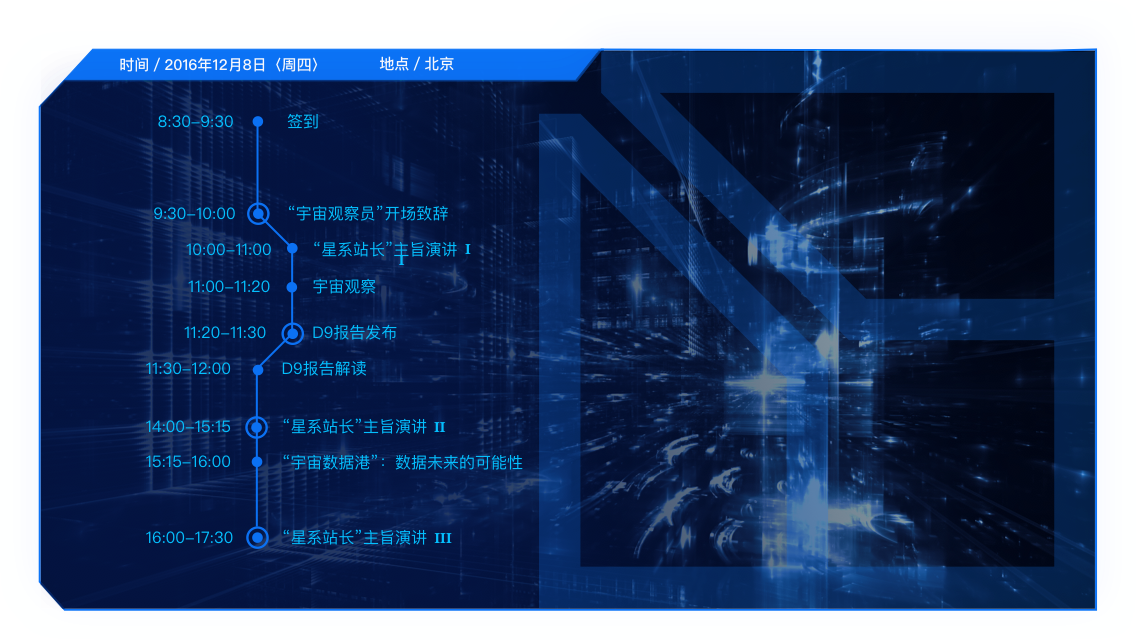 时间 / 2016年12月8日（周四） 地点 / 北京
8:30–9:30 签到
9:30–10:00 “宇宙观察员”开场致辞
10:00–11:00 “星系站长”主旨演讲 I
I
11:00–11:20 宇宙观察
11:20–11:30 D9报告发布
11:30–12:00 D9报告解读
14:00–15:15 “星系站长”主旨演讲 II
15:15–16:00 “宇宙数据港”：数据未来的可能性
16:00–17:30 “星系站长”主旨演讲 III